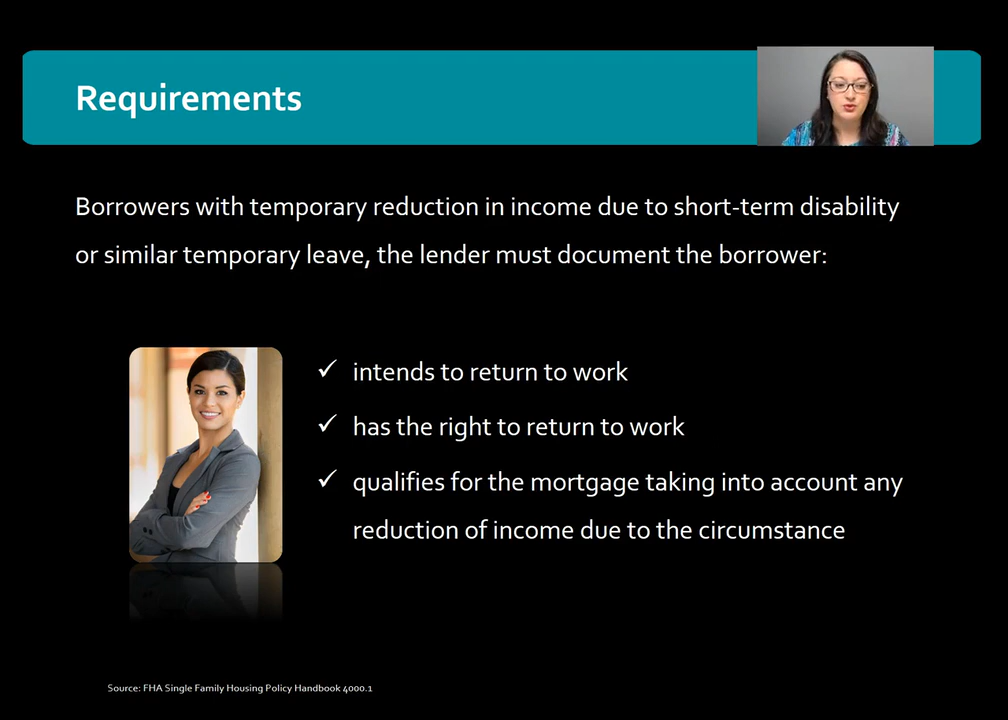 Requirements
Borrowers with temporary reduction in income due to short-term disability
or similar temporary leave, the lender must document the borrower:
intends to return to work
has the right to return to work
qualifies for the mortgage taking into account any
reduction of income due to the circumstance
Source: FHA Single Family Housing Policy Handbook 4000.1